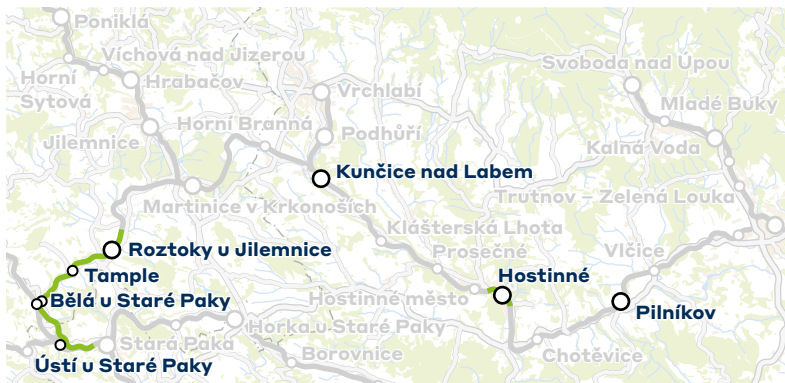 Poniklá
Víchová nad Jizerou
Svoboda nad Úpou
Horní
Sytová
Hrabačov
Vrchlabí
Mladé Buky
Horní Branná
Podhůří
Jilemnice
Kalná Voda
Kunčice nad Labem
Trutnov – Zelená Louka
Martinice v Krkonoších
Klášterská Lhota
Roztoky u Jilemnice
Prosečné
Vlčice
Tample
Hostinné
Bělá u Staré Paky
Hostinné město
Pilníkov
Horka u Staré Paky
Stará Paka
Borovnice
Chotěvice
Ústí u Staré Paky